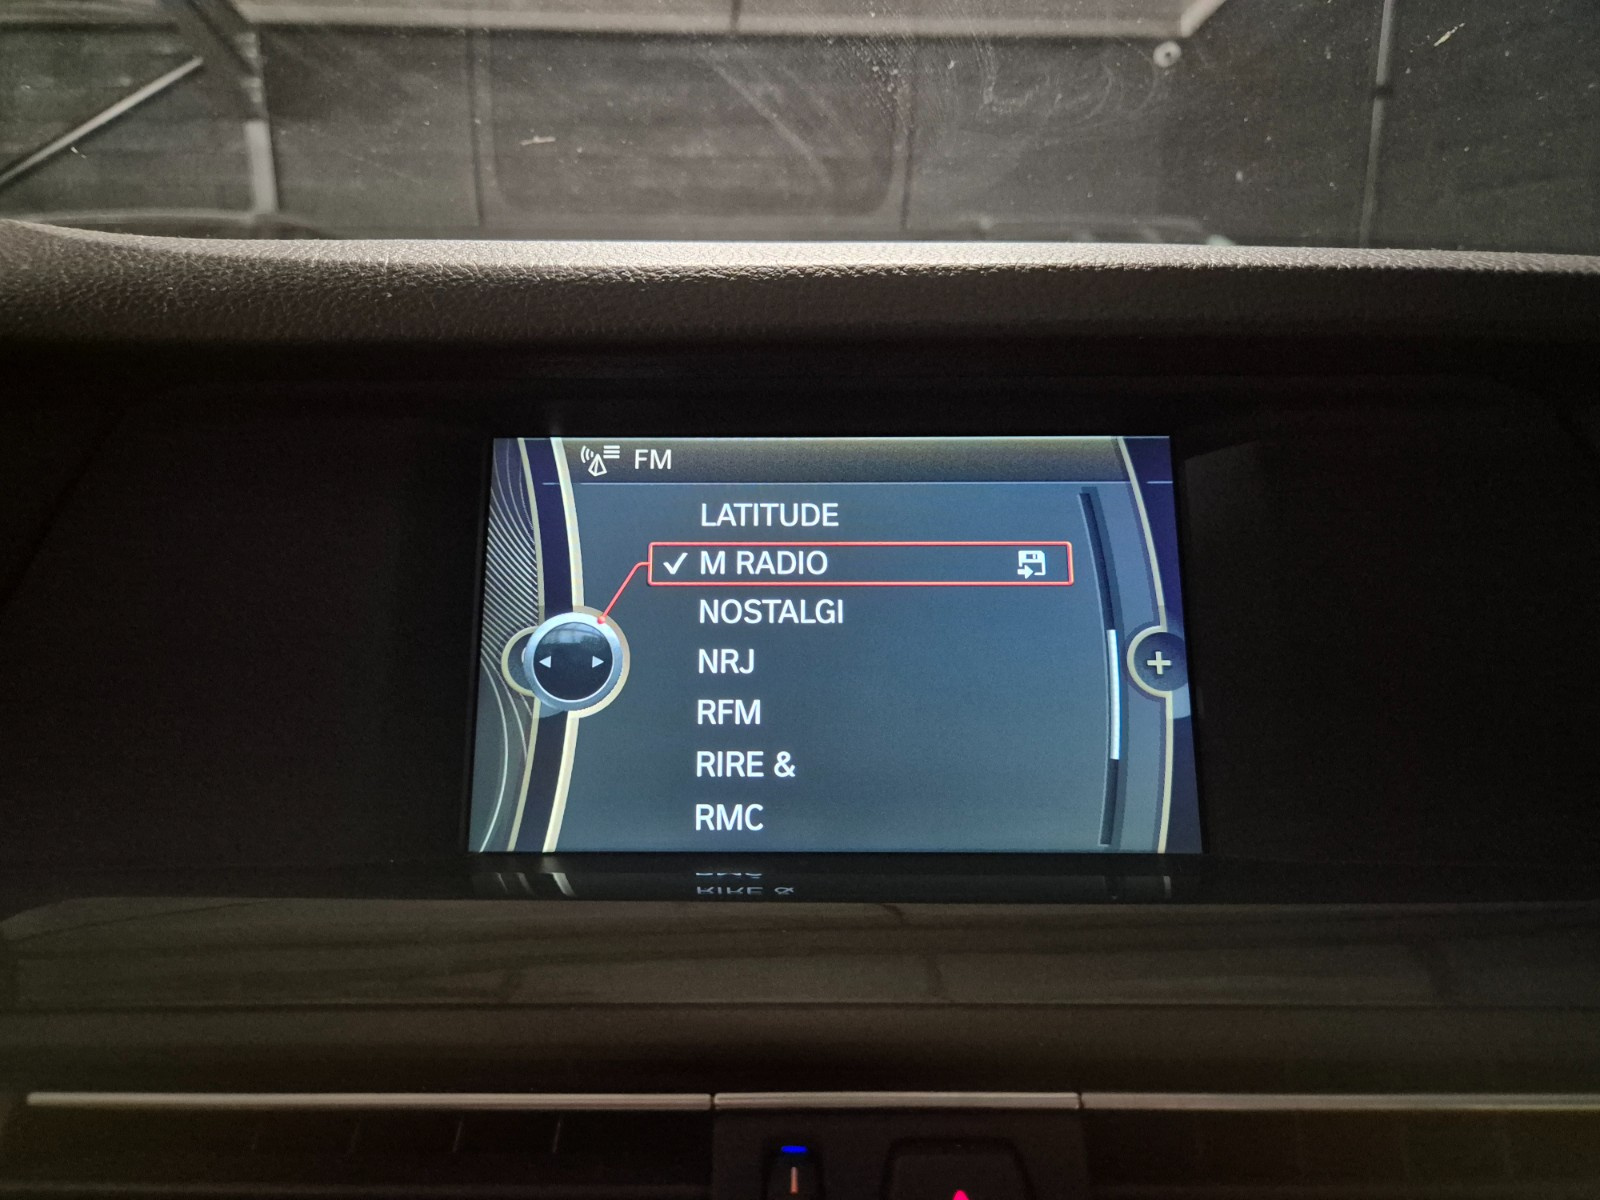 FM
LATITUDE
M RADIO
NOSTALGI
NRJ
RFM
RIRE &
RMC